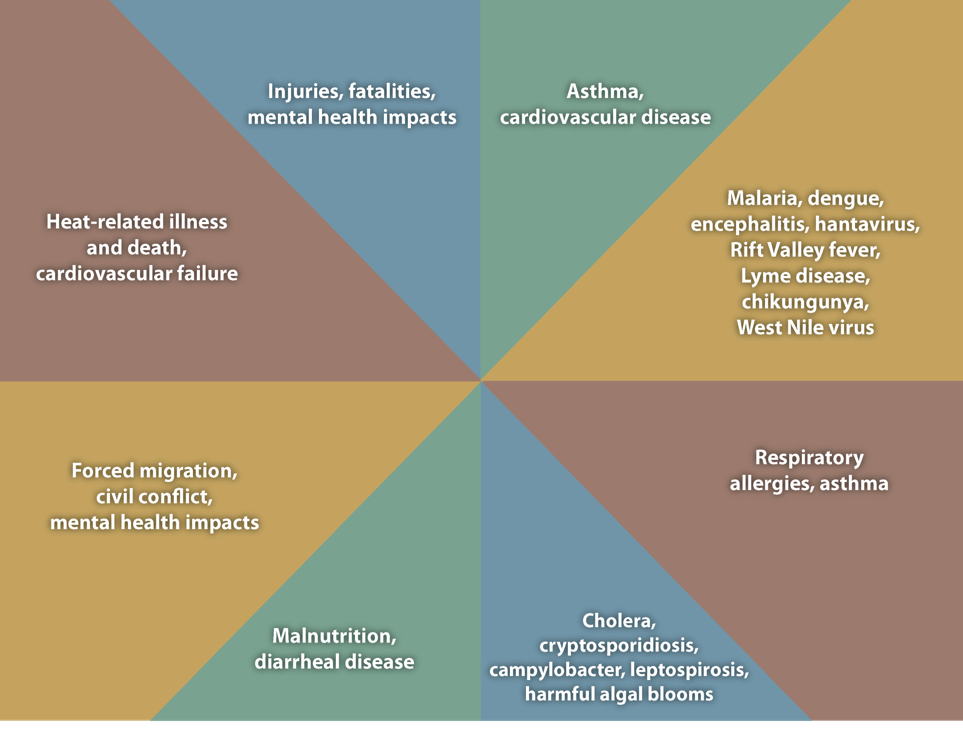 Injuries, fatalities,
mental health impacts
Asthma,
cardiovascular disease
Heat-related illness
and death,
cardiovascular failure
Malaria, dengue,
encephalitis, hantavirus,
Rift Valley fever,
Lyme disease,
chikungunya,
West Nile virus
Forced migration,
civil conflict,
mental health impacts
Respiratory
allergies, asthma
Malnutrition,
diarrheal disease
Cholera,
cryptosporidiosis,
campylobacter, leptospirosis,
harmful algal blooms